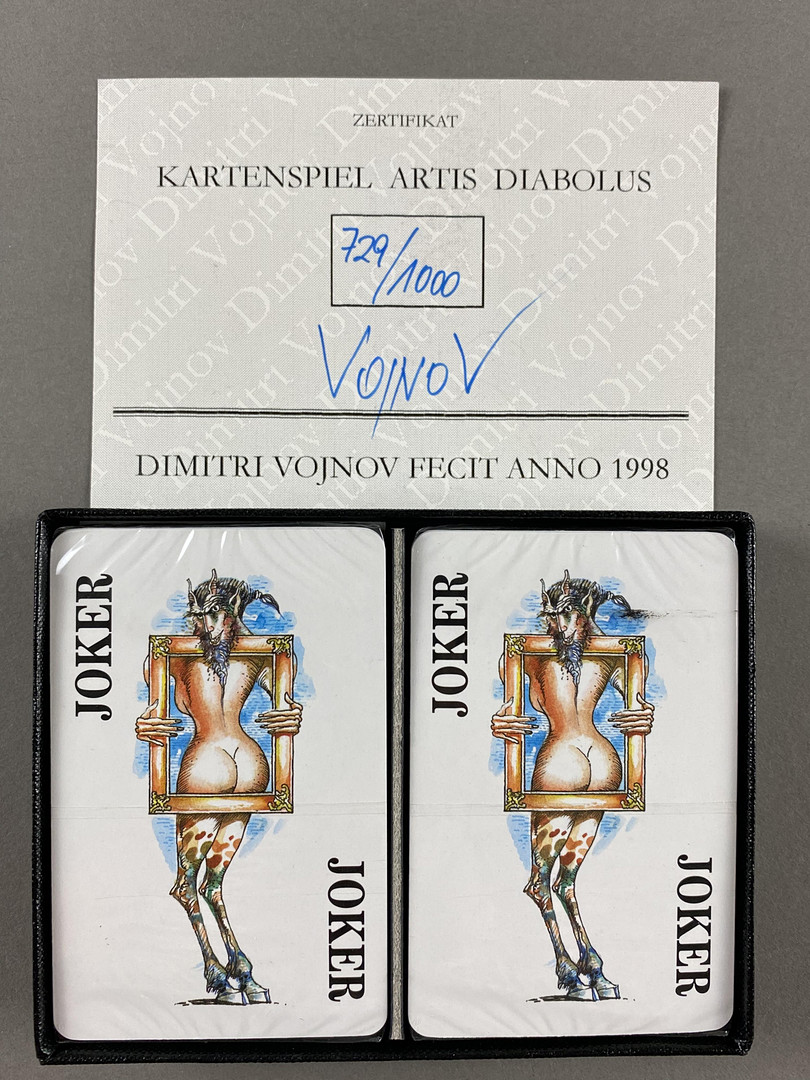 ZERTIFIKAT
KARTENSPIEL ARTIS DIABOLUS
729/1000
VOJNOV
DIMITRI VOJNOV FECIT ANNO 1998
JOKER
JOKER
JOKER
JOKER